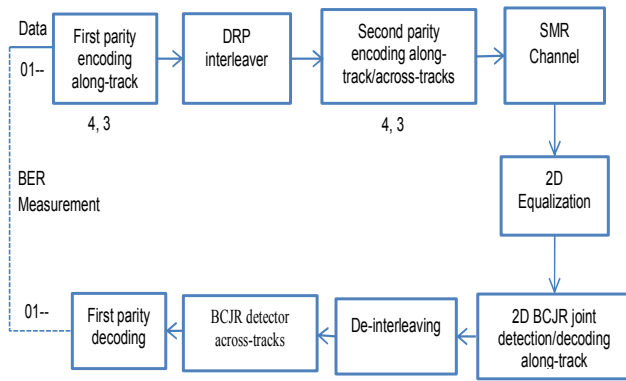 Data
01--
First parity
encoding
along-track
4, 3
DRP
interleaver
Second parity
encoding along-
track/across-tracks
4, 3
SMR
Channel
2D
Equalization
2D BCJR joint
detection/decoding
along-track
De-interleaving
BCJR detector
across-tracks
First parity
decoding
01--
BER
Measurement